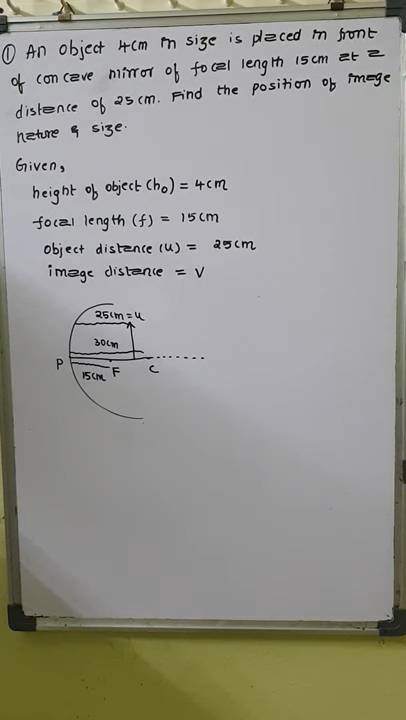 ① An object 4cm in size is placed in front
of concave mirror of focal length 15cm at a
distance of 25cm. Find the position of image
nature & size.
Given,
height of object (ho) = 4cm
focal length (f) = 15cm
object distance (u) = 25cm
image distance = v
25cm=u
30cm
P
15cm
F
C